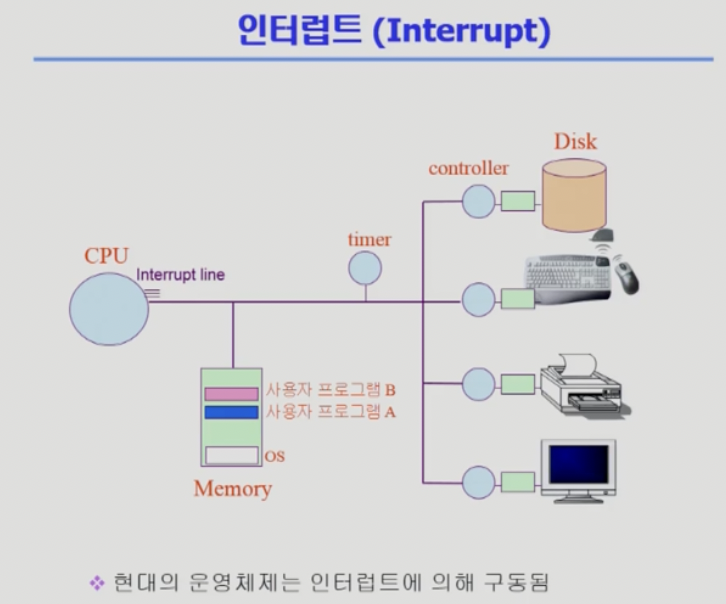 인터럽트 (Interrupt)
Disk
controller
timer
CPU
Interrupt line
사용자 프로그램 B
사용자 프로그램 A
OS
Memory
❖ 현대의 운영체제는 인터럽트에 의해 구동됨